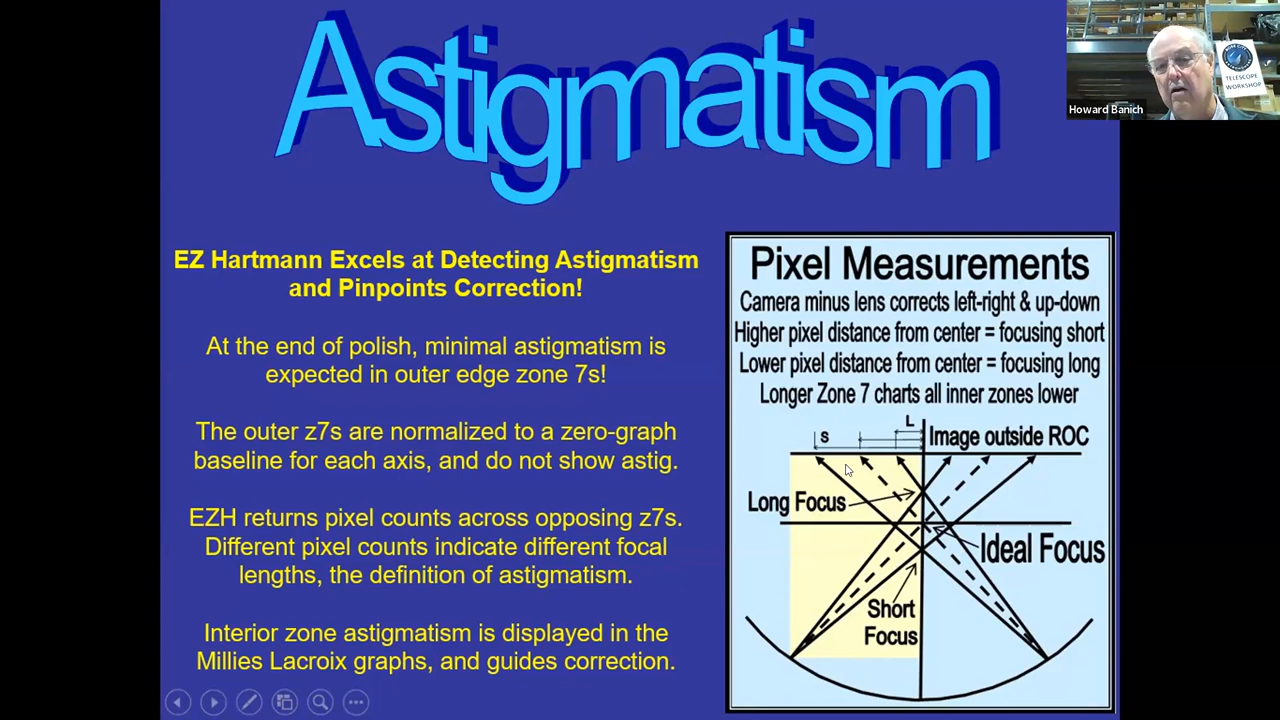 Astigmatism
Howard Banich
TELESCOPE
WORKSHOP
EZ Hartmann Excels at Detecting Astigmatism
and Pinpoints Correction!
At the end of polish, minimal astigmatism is
expected in outer edge zone 7s!
The outer z7s are normalized to a zero-graph
baseline for each axis, and do not show astig.
EZH returns pixel counts across opposing z7s.
Different pixel counts indicate different focal
lengths, the definition of astigmatism.
Interior zone astigmatism is displayed in the
Millies Lacroix graphs, and guides correction.
Pixel Measurements
Camera minus lens corrects left-right & up-down
Higher pixel distance from center = focusing short
Lower pixel distance from center = focusing long
Longer Zone 7 charts all inner zones lower
L
S
Image outside ROC
Long Focus
Ideal Focus
Short
Focus